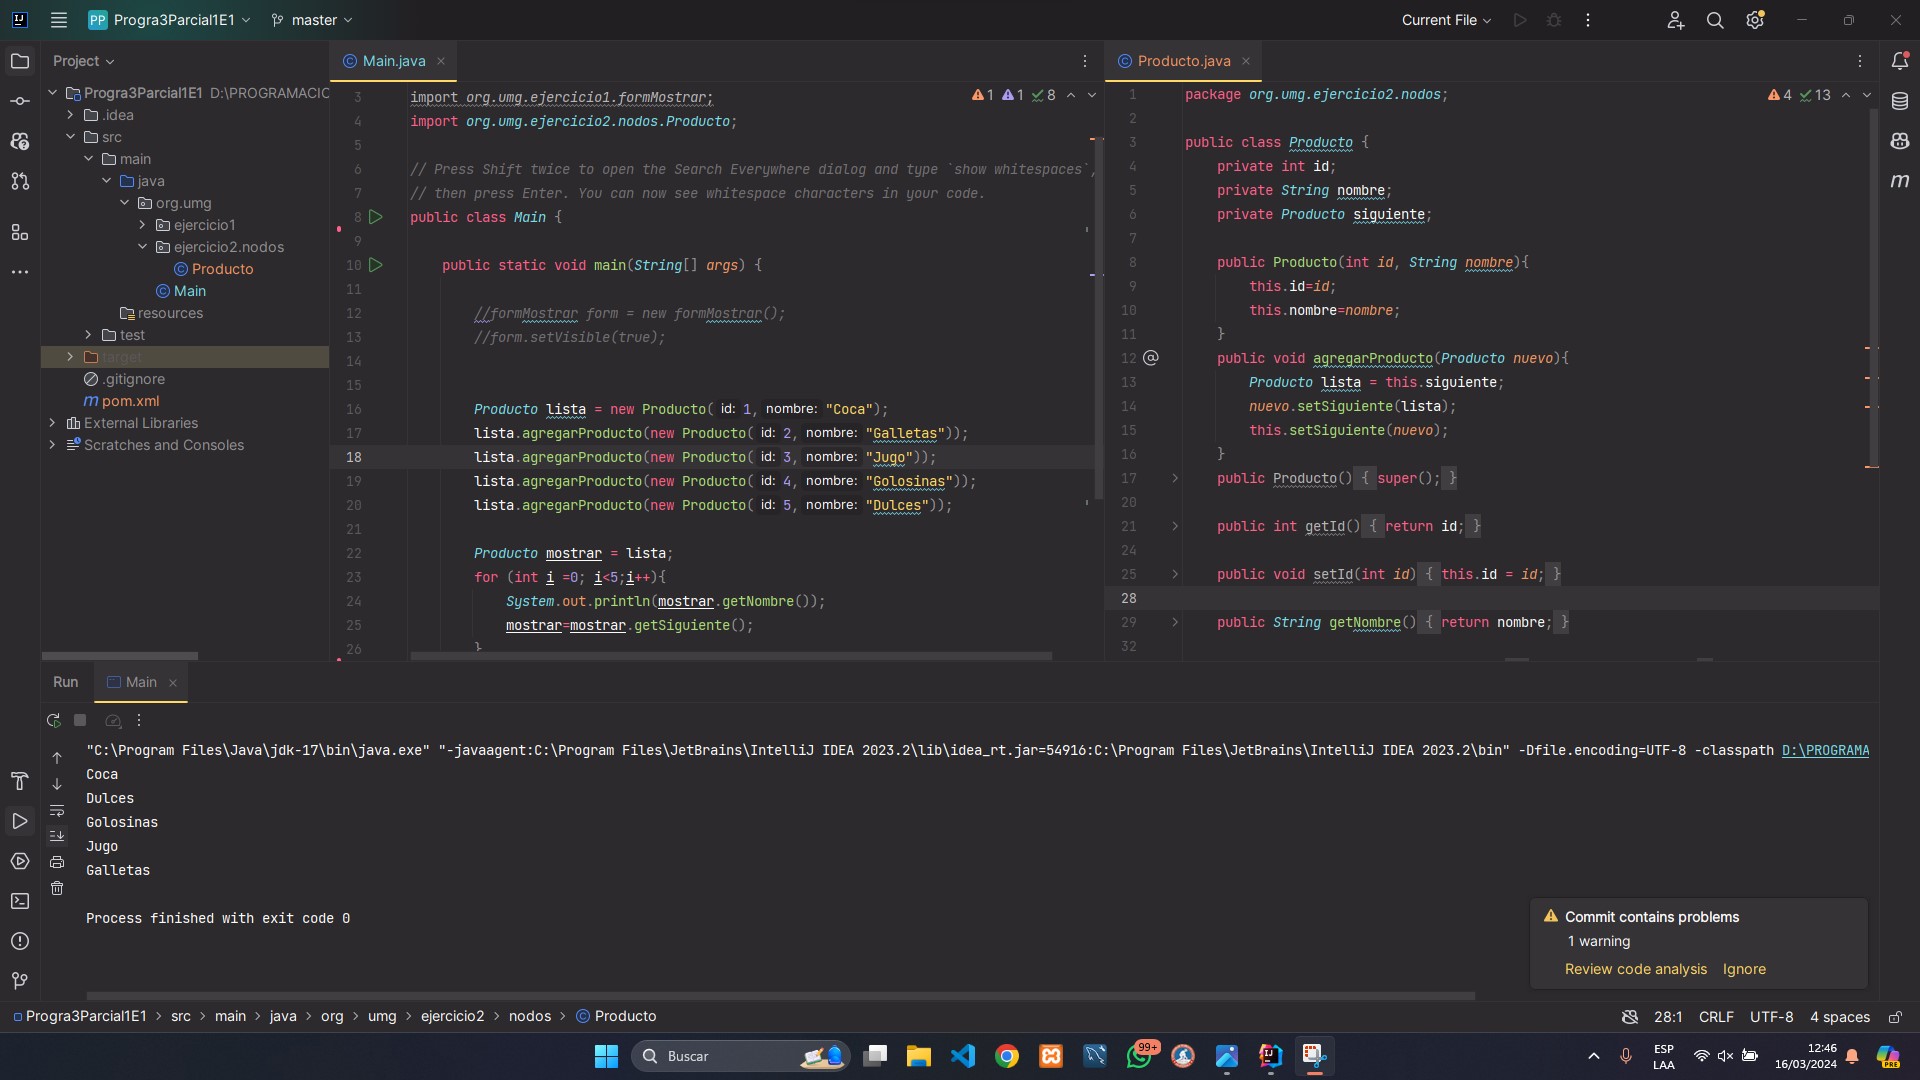 PP Progra3Parcial1E1 master Current File
Project
Progra3Parcial1E1 D:\PROGRAMACIO
.idea
src
main
java
org.umg
ejercicio1
ejercicio2.nodos
Producto
Main
resources
test
target
.gitignore
pom.xml
External Libraries
Scratches and Consoles
Main.java
1 1 8
3 import org.umg.ejercicio1.formMostrar;
4 import org.umg.ejercicio2.nodos.Producto;
5
6 // Press Shift twice to open the Search Everywhere dialog and type `show whitespaces`,
7 // then press Enter. You can now see whitespace characters in your code.
8 public class Main {
9
10 public static void main(String[] args) {
11
12 //formMostrar form = new formMostrar();
13 //form.setVisible(true);
14
15
16 Producto lista = new Producto( id: 1, nombre: "Coca");
17 lista.agregarProducto(new Producto( id: 2, nombre: "Galletas"));
18 lista.agregarProducto(new Producto( id: 3, nombre: "Jugo"));
19 lista.agregarProducto(new Producto( id: 4, nombre: "Golosinas"));
20 lista.agregarProducto(new Producto( id: 5, nombre: "Dulces"));
21
22 Producto mostrar = lista;
23 for (int i =0; i<5;i++){
24 System.out.println(mostrar.getNombre());
25 mostrar=mostrar.getSiguiente();
26 }
Producto.java
4 13
1 package org.umg.ejercicio2.nodos;
2
3 public class Producto {
4 private int id;
5 private String nombre;
6 private Producto siguiente;
7
8 public Producto(int id, String nombre){
9 this.id=id;
10 this.nombre=nombre;
11 }
12 @ public void agregarProducto(Producto nuevo){
13 Producto lista = this.siguiente;
14 nuevo.setSiguiente(lista);
15 this.setSiguiente(nuevo);
16 }
17 public Producto() { super(); }
20
21 public int getId() { return id; }
24
25 public void setId(int id) { this.id = id; }
28
29 public String getNombre() { return nombre; }
32
Run Main
"C:\Program Files\Java\jdk-17\bin\java.exe" "-javaagent:C:\Program Files\JetBrains\IntelliJ IDEA 2023.2\lib\idea_rt.jar=54916:C:\Program Files\JetBrains\IntelliJ IDEA 2023.2\bin" -Dfile.encoding=UTF-8 -classpath D:\PROGRAMA
Coca
Dulces
Golosinas
Jugo
Galletas
Process finished with exit code 0
Commit contains problems
1 warning
Review code analysis Ignore
Progra3Parcial1E1 > src > main > java > org > umg > ejercicio2 > nodos > Producto
28:1 CRLF UTF-8 4 spaces
Buscar
99+
ESP
LAA
12:46
16/03/2024
PRE